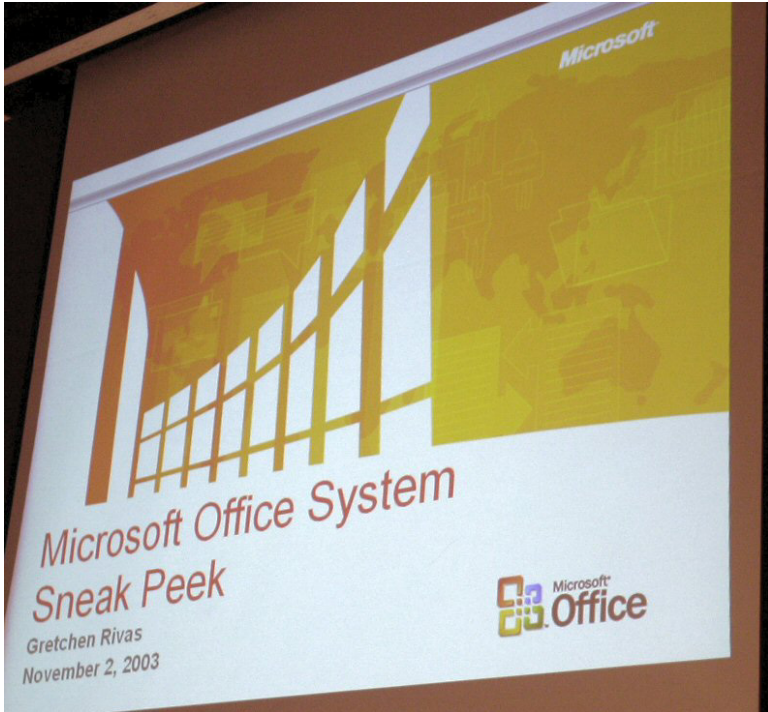 Microsoft
Microsoft Office System
Sneak Peek
Gretchen Rivas
November 2, 2003
Microsoft
Office